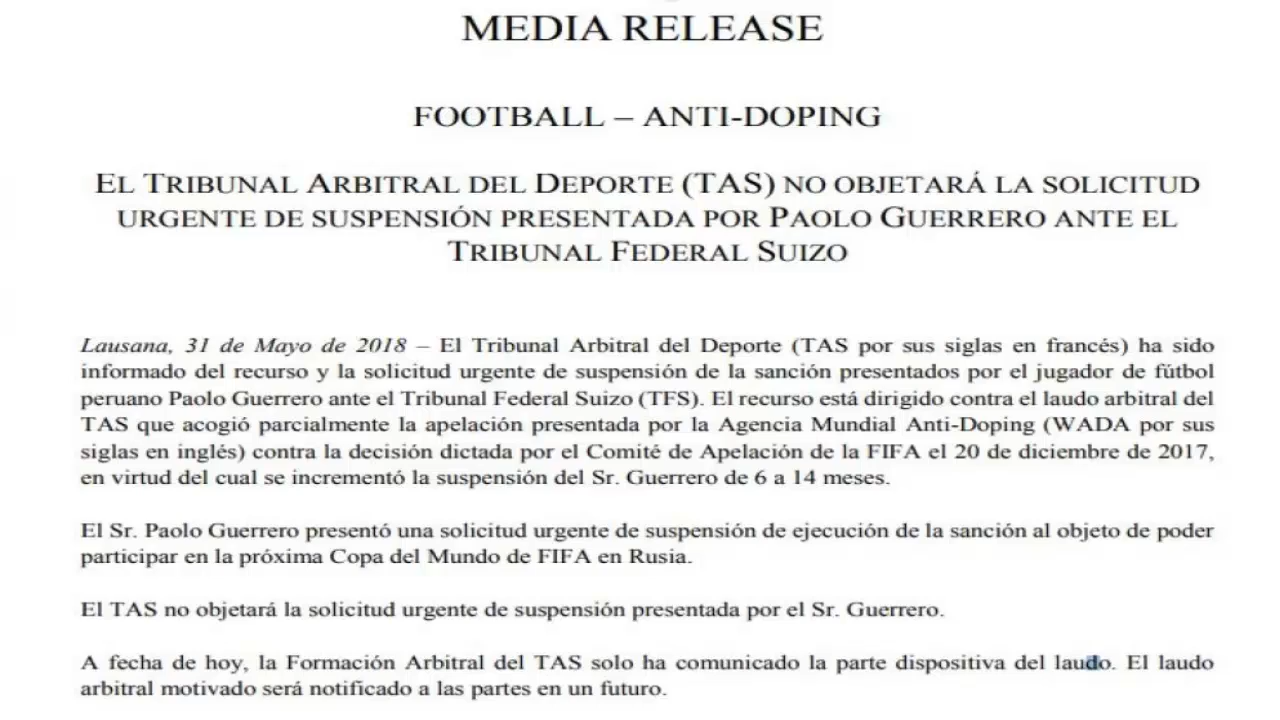 MEDIA RELEASE
FOOTBALL – ANTI-DOPING
EL TRIBUNAL ARBITRAL DEL DEPORTE (TAS) NO OBJETARÁ LA SOLICITUD
URGENTE DE SUSPENSIÓN PRESENTADA POR PAOLO GUERRERO ANTE EL
TRIBUNAL FEDERAL SUIZO
Lausana, 31 de Mayo de 2018 – El Tribunal Arbitral del Deporte (TAS por sus siglas en francés) ha sido
informado del recurso y la solicitud urgente de suspensión de la sanción presentados por el jugador de fútbol
peruano Paolo Guerrero ante el Tribunal Federal Suizo (TFS). El recurso está dirigido contra el laudo arbitral del
TAS que acogió parcialmente la apelación presentada por la Agencia Mundial Anti-Doping (WADA por sus
siglas en inglés) contra la decisión dictada por el Comité de Apelación de la FIFA el 20 de diciembre de 2017,
en virtud del cual se incrementó la suspensión del Sr. Guerrero de 6 a 14 meses.
El Sr. Paolo Guerrero presentó una solicitud urgente de suspensión de ejecución de la sanción al objeto de poder
participar en la próxima Copa del Mundo de FIFA en Rusia.
El TAS no objetará la solicitud urgente de suspensión presentada por el Sr. Guerrero.
A fecha de hoy, la Formación Arbitral del TAS solo ha comunicado la parte dispositiva del laudo. El laudo
arbitral motivado será notificado a las partes en un futuro.